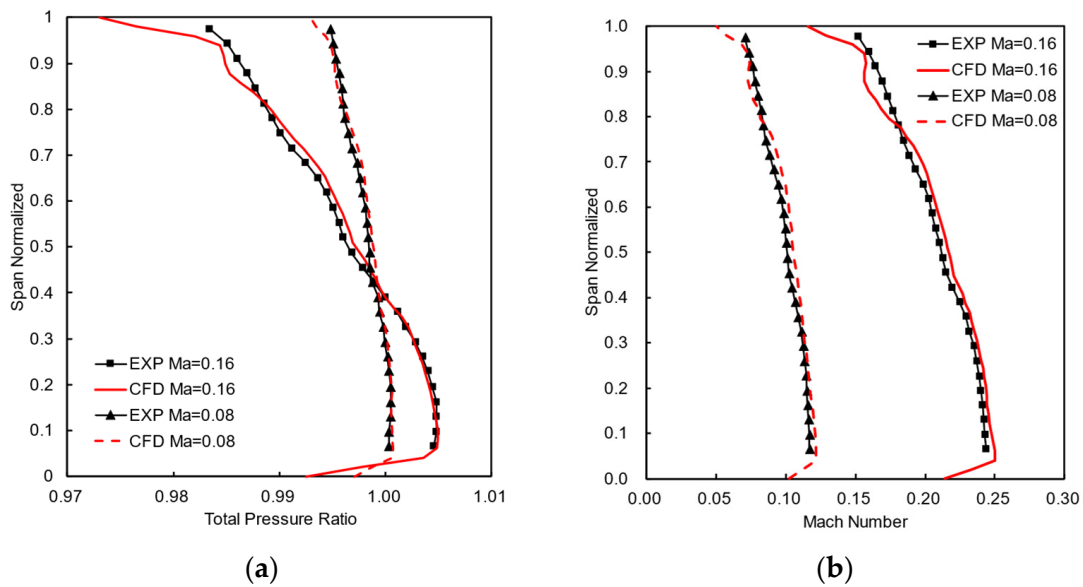 1
0.9
0.8
0.7
0.6
0.5
0.4
0.3
0.2
0.1
0
Span Normalized
EXP Ma=0.16
CFD Ma=0.16
EXP Ma=0.08
CFD Ma=0.08
0.97 0.98 0.99 1.00 1.01
Total Pressure Ratio
(a)
1.0
0.9
0.8
0.7
0.6
0.5
0.4
0.3
0.2
0.1
0.0
Span Normalized
EXP Ma=0.16
CFD Ma=0.16
EXP Ma=0.08
CFD Ma=0.08
0.00 0.05 0.10 0.15 0.20 0.25 0.30
Mach Number
(b)